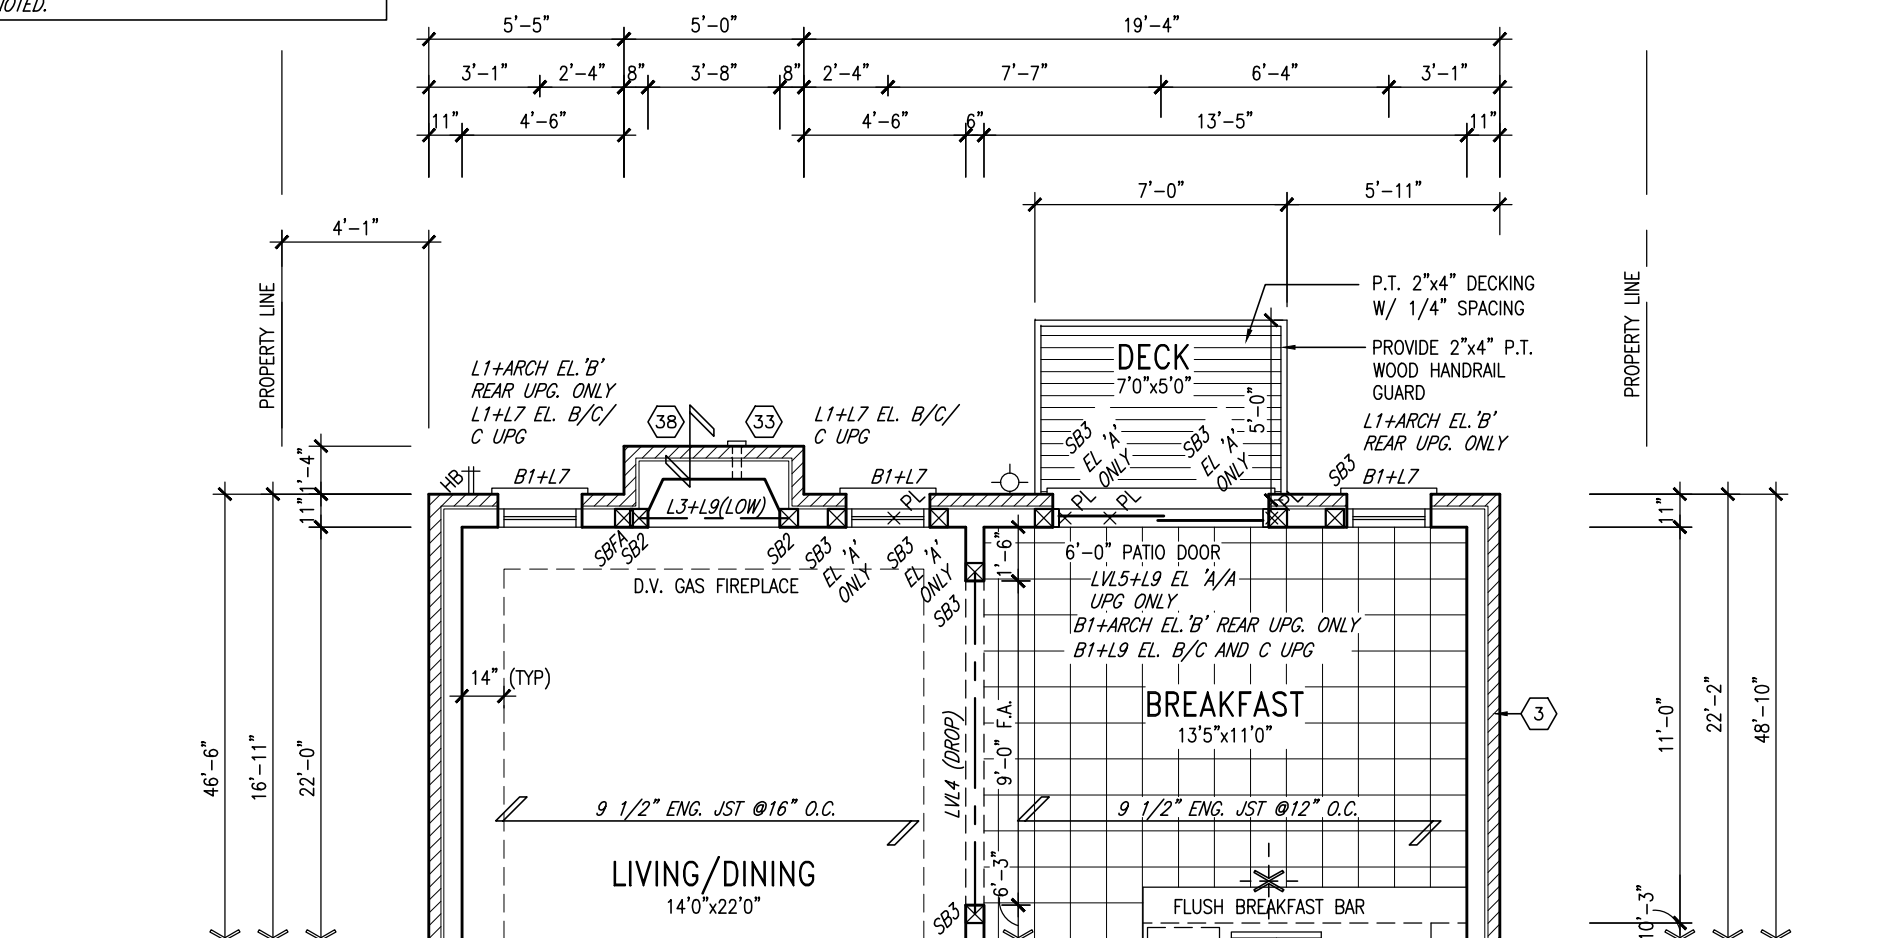 NOTED.
5'-5"
5'-0"
19'-4"
3'-1"
2'-4"
8"
3'-8"
8"
2'-4"
7'-7"
6'-4"
3'-1"
11"
4'-6"
4'-6"
6"
13'-5"
11"
7'-0"
5'-11"
4'-1"
PROPERTY LINE
PROPERTY LINE
P.T. 2"x4" DECKING
W/ 1/4" SPACING
PROVIDE 2"x4" P.T.
WOOD HANDRAIL
GUARD
DECK
7'0"x5'0"
5'-0"
L1+ARCH EL.'B'
REAR UPG. ONLY
L1+L7 EL. B/C/
C UPG
38
33
L1+L7 EL. B/C/
C UPG
L1+ARCH EL.'B'
REAR UPG. ONLY
SB3
EL 'A'
ONLY
SB3
EL 'A'
ONLY
1'-4"
11"
HB
B1+L7
B1+L7
SB3
B1+L7
L3+L9(LOW)
PL
PL
PL
PL
11"
SBFA
SB2
SB2
SB3
EL 'A'
ONLY
SB3
EL 'A'
ONLY
SB3
D.V. GAS FIREPLACE
1'-6"
6'-0" PATIO DOOR
LVL5+L9 EL 'A/A
UPG ONLY
B1+ARCH EL.'B' REAR UPG. ONLY
B1+L9 EL. B/C AND C UPG
14" (TYP)
BREAKFAST
13'5"x11'0"
3
46'-6"
16'-11"
22'-0"
LVL4 (DROP)
9'-0" F.A.
11'-0"
22'-2"
48'-10"
9 1/2" ENG. JST @16" O.C.
9 1/2" ENG. JST @12" O.C.
LIVING/DINING
14'0"x22'0"
6'-3"
SB3
FLUSH BREAKFAST BAR
10'-3"